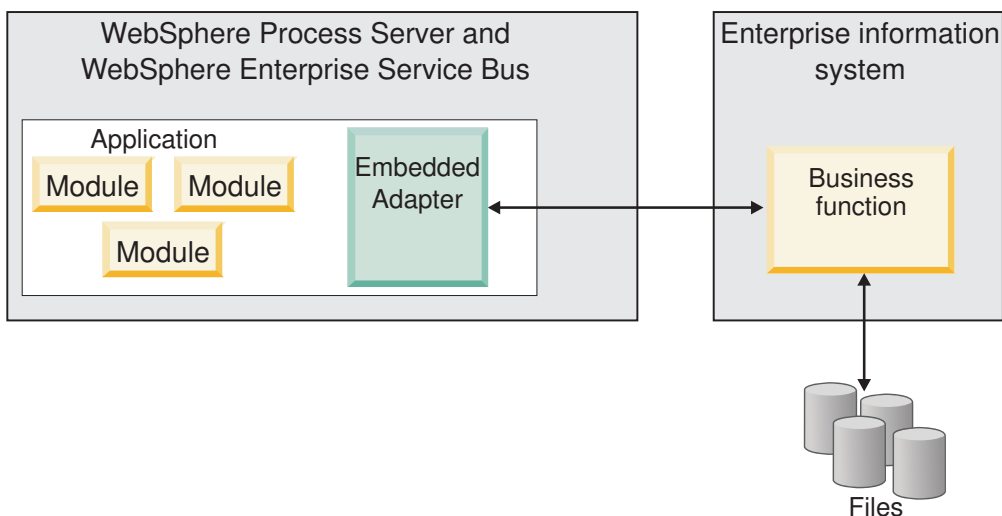 WebSphere Process Server and
WebSphere Enterprise Service Bus
Application
Module
Module
Module
Embedded
Adapter
Enterprise information
system
Business
function
Files